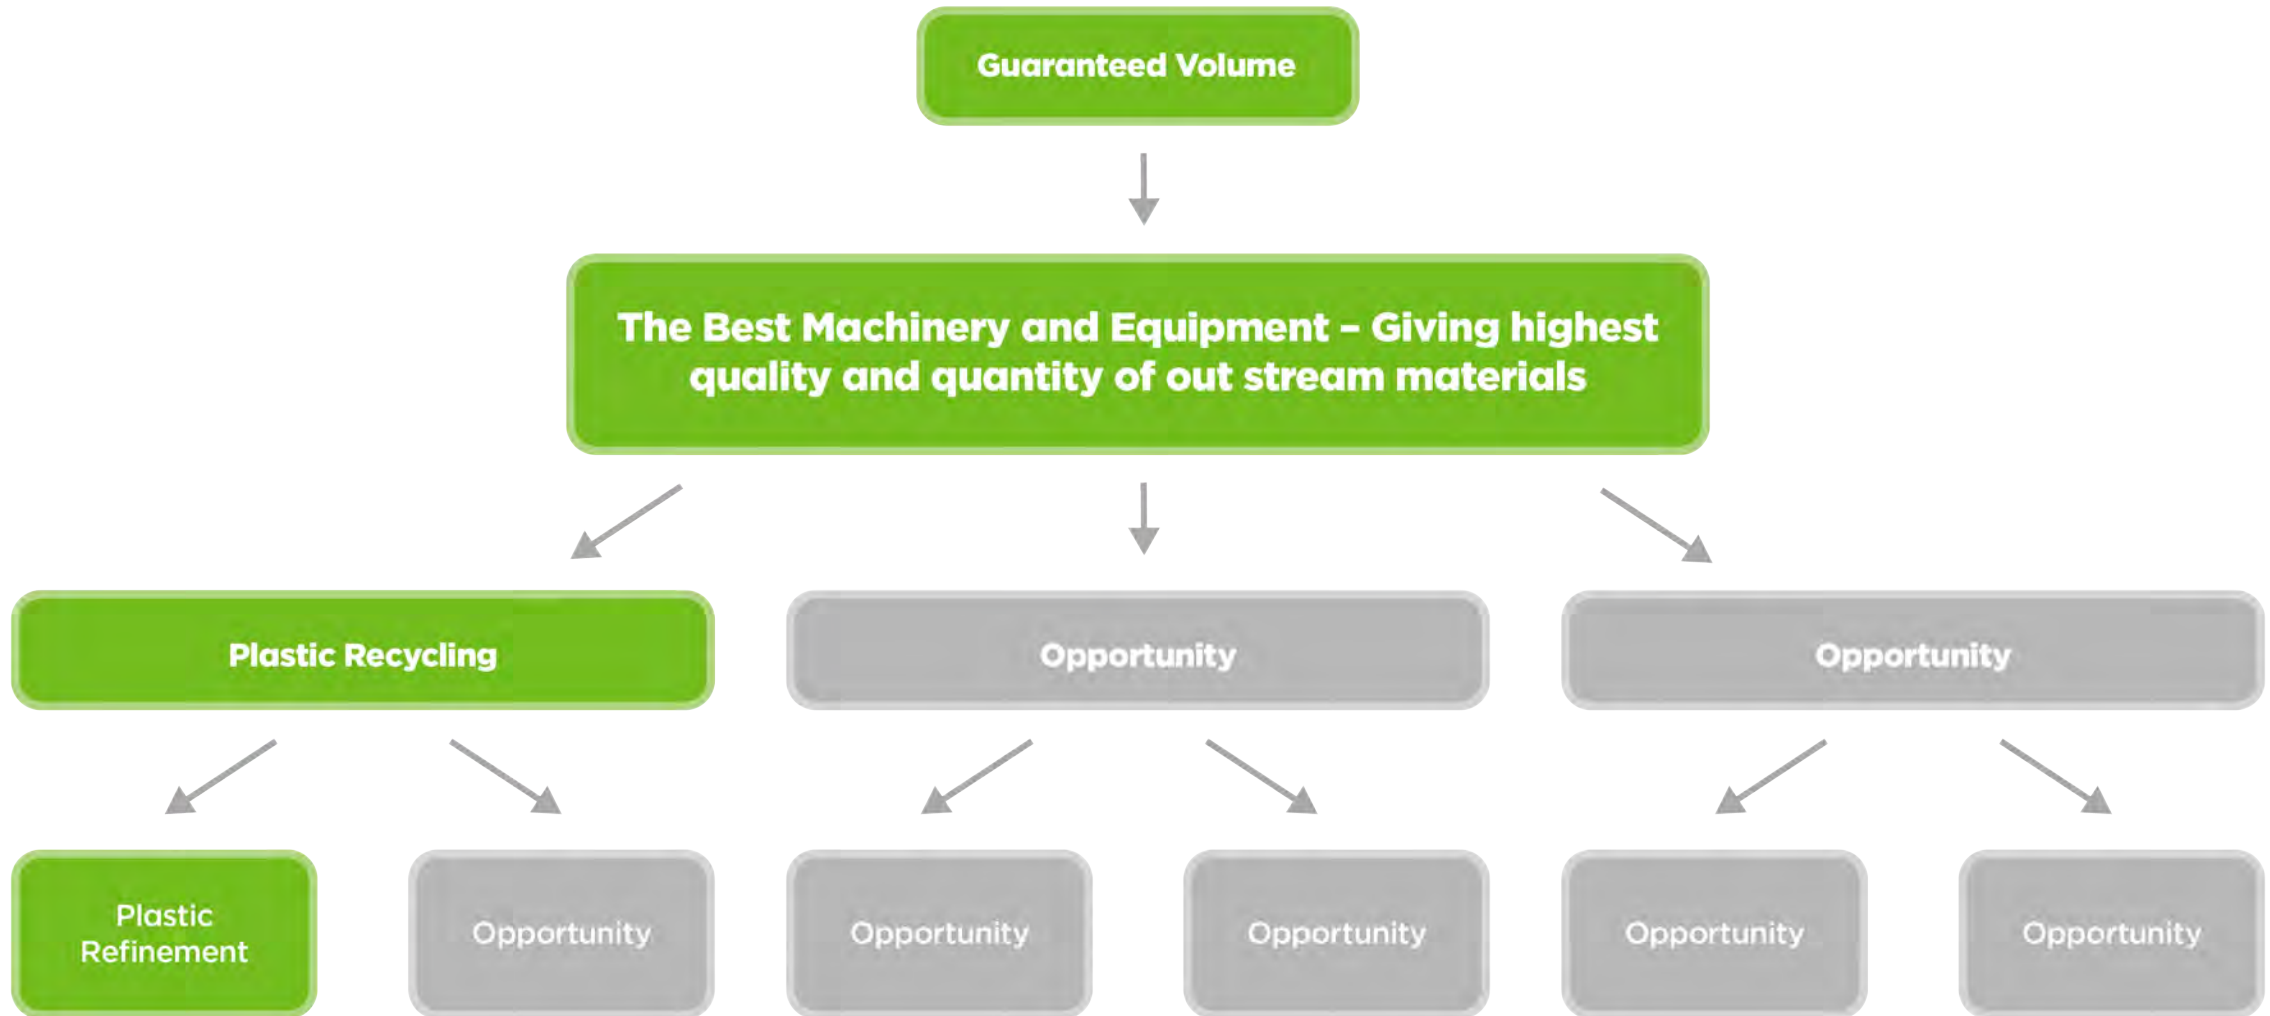 Guaranteed Volume
The Best Machinery and Equipment – Giving highest
quality and quantity of out stream materials
Plastic Recycling
Opportunity
Opportunity
Plastic
Refinement
Opportunity
Opportunity
Opportunity
Opportunity
Opportunity